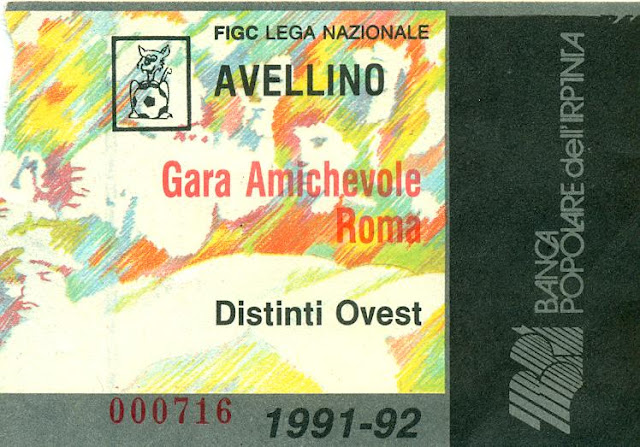 FIGC LEGA NAZIONALE
AVELLINO
Gara Amichevole
Roma
Distinti Ovest
000716
1991-92
BANCA
POPOLARE dell'IRPINIA